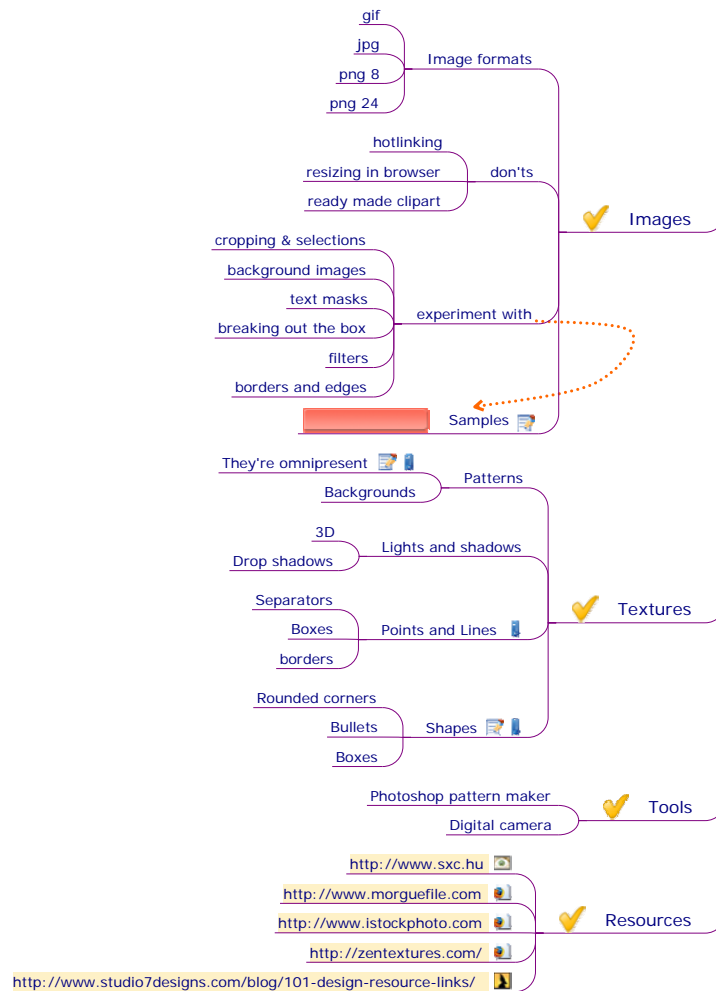 gif
jpg
png 8
png 24
Image formats
hotlinking
resizing in browser
ready made clipart
don'ts
Images
cropping & selections
background images
text masks
breaking out the box
filters
borders and edges
experiment with
Samples
They're omnipresent
Backgrounds
Patterns
3D
Drop shadows
Lights and shadows
Textures
Separators
Boxes
borders
Points and Lines
Rounded corners
Bullets
Boxes
Shapes
Photoshop pattern maker
Digital camera
Tools
http://www.sxc.hu
http://www.morguefile.com
http://www.istockphoto.com
http://zentextures.com/
http://www.studio7designs.com/blog/101-design-resource-links/
Resources